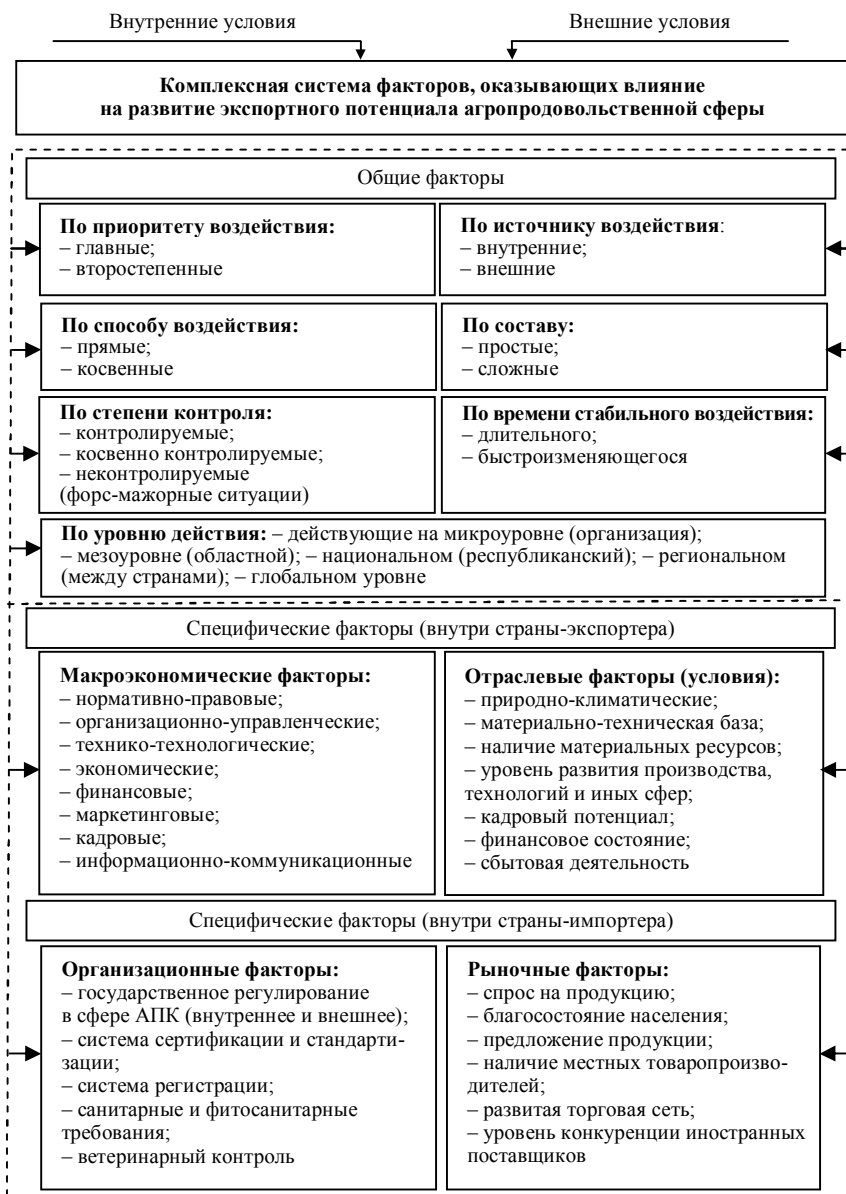 Внутренние условия
Внешние условия
Комплексная система факторов, оказывающих влияние
на развитие экспортного потенциала агропродовольственной сферы
Общие факторы
По приоритету воздействия:
– главные;
– второстепенные
По источнику воздействия:
– внутренние;
– внешние
По способу воздействия:
– прямые;
– косвенные
По составу:
– простые;
– сложные
По степени контроля:
– контролируемые;
– косвенно контролируемые;
– неконтролируемые
(форс-мажорные ситуации)
По времени стабильного воздействия:
– длительного;
– быстроизменяющегося
По уровню действия: – действующие на микроуровне (организация);
– мезоуровне (областной); – национальном (республиканский); – региональном
(между странами); – глобальном уровне
Специфические факторы (внутри страны-экспортера)
Макроэкономические факторы:
– нормативно-правовые;
– организационно-управленческие;
– технико-технологические;
– экономические;
– финансовые;
– маркетинговые;
– кадровые;
– информационно-коммуникационные
Отраслевые факторы (условия):
– природно-климатические;
– материально-техническая база;
– наличие материальных ресурсов;
– уровень развития производства,
технологий и иных сфер;
– кадровый потенциал;
– финансовое состояние;
– сбытовая деятельность
Специфические факторы (внутри страны-импортера)
Организационные факторы:
– государственное регулирование
в сфере АПК (внутреннее и внешнее);
– система сертификации и стандарти-
зации;
– система регистрации;
– санитарные и фитосанитарные
требования;
– ветеринарный контроль
Рыночные факторы:
– спрос на продукцию;
– благосостояние населения;
– предложение продукции;
– наличие местных товаропроизво-
дителей;
– развитая торговая сеть;
– уровень конкуренции иностранных
поставщиков